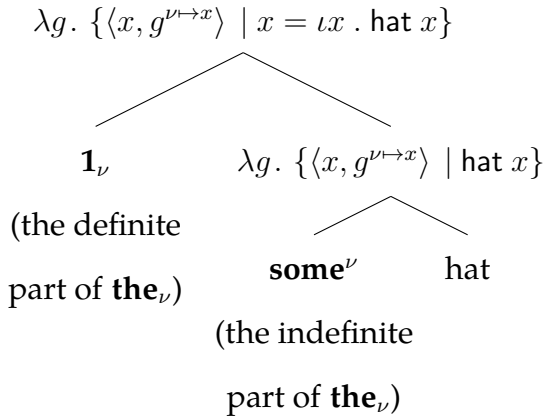 λg. {⟨x, g^{ν↦x}⟩ | x = ιx . hat x}
1_ν λg. {⟨x, g^{ν↦x}⟩ | hat x}
(the definite
part of the_ν)
some^ν hat
(the indefinite
part of the_ν)